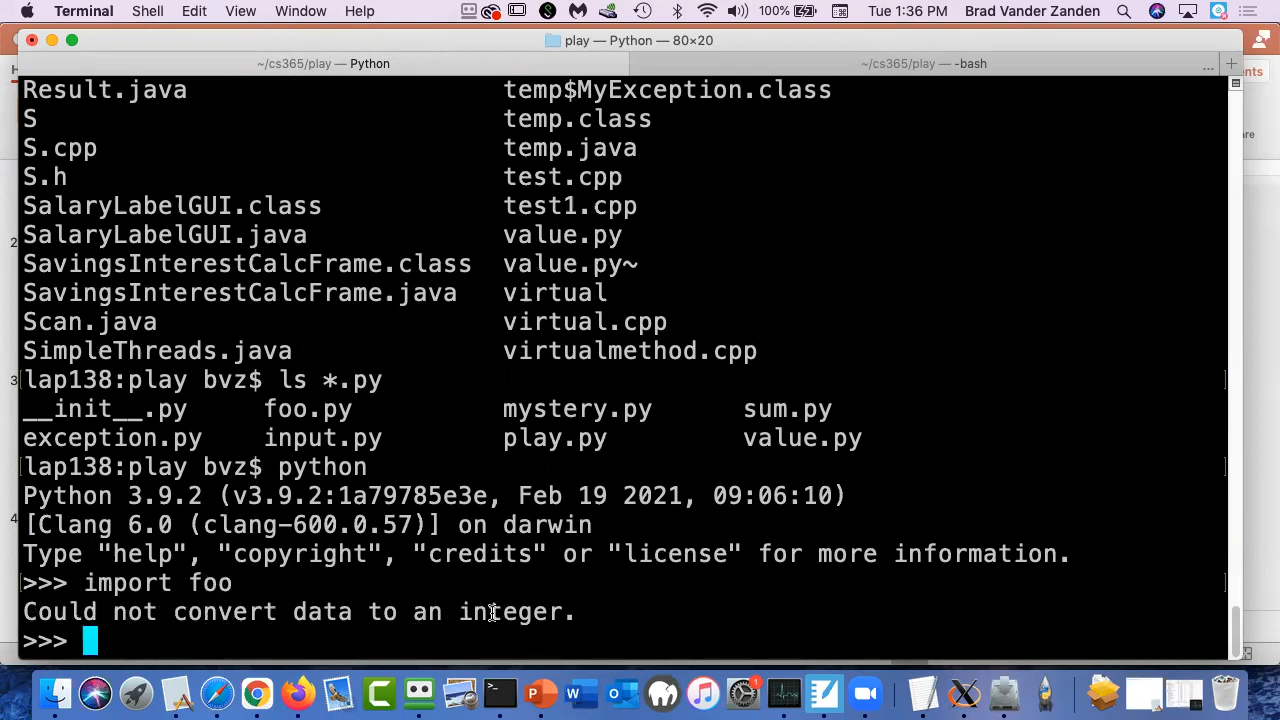 Terminal Shell Edit View Window Help 100% Tue 1:36 PM Brad Vander Zanden
play — Python — 80×20
~/cs365/play — Python ~/cs365/play — -bash
Result.java temp$MyException.class
S temp.class
S.cpp temp.java
S.h test.cpp
SalaryLabelGUI.class test1.cpp
SalaryLabelGUI.java value.py
SavingsInterestCalcFrame.class value.py~
SavingsInterestCalcFrame.java virtual
Scan.java virtual.cpp
SimpleThreads.java virtualmethod.cpp
lap138:play bvz$ ls *.py
__init__.py foo.py mystery.py sum.py
exception.py input.py play.py value.py
lap138:play bvz$ python
Python 3.9.2 (v3.9.2:1a79785e3e, Feb 19 2021, 09:06:10)
[Clang 6.0 (clang-600.0.57)] on darwin
Type "help", "copyright", "credits" or "license" for more information.
>>> import foo
Could not convert data to an integer.
>>>